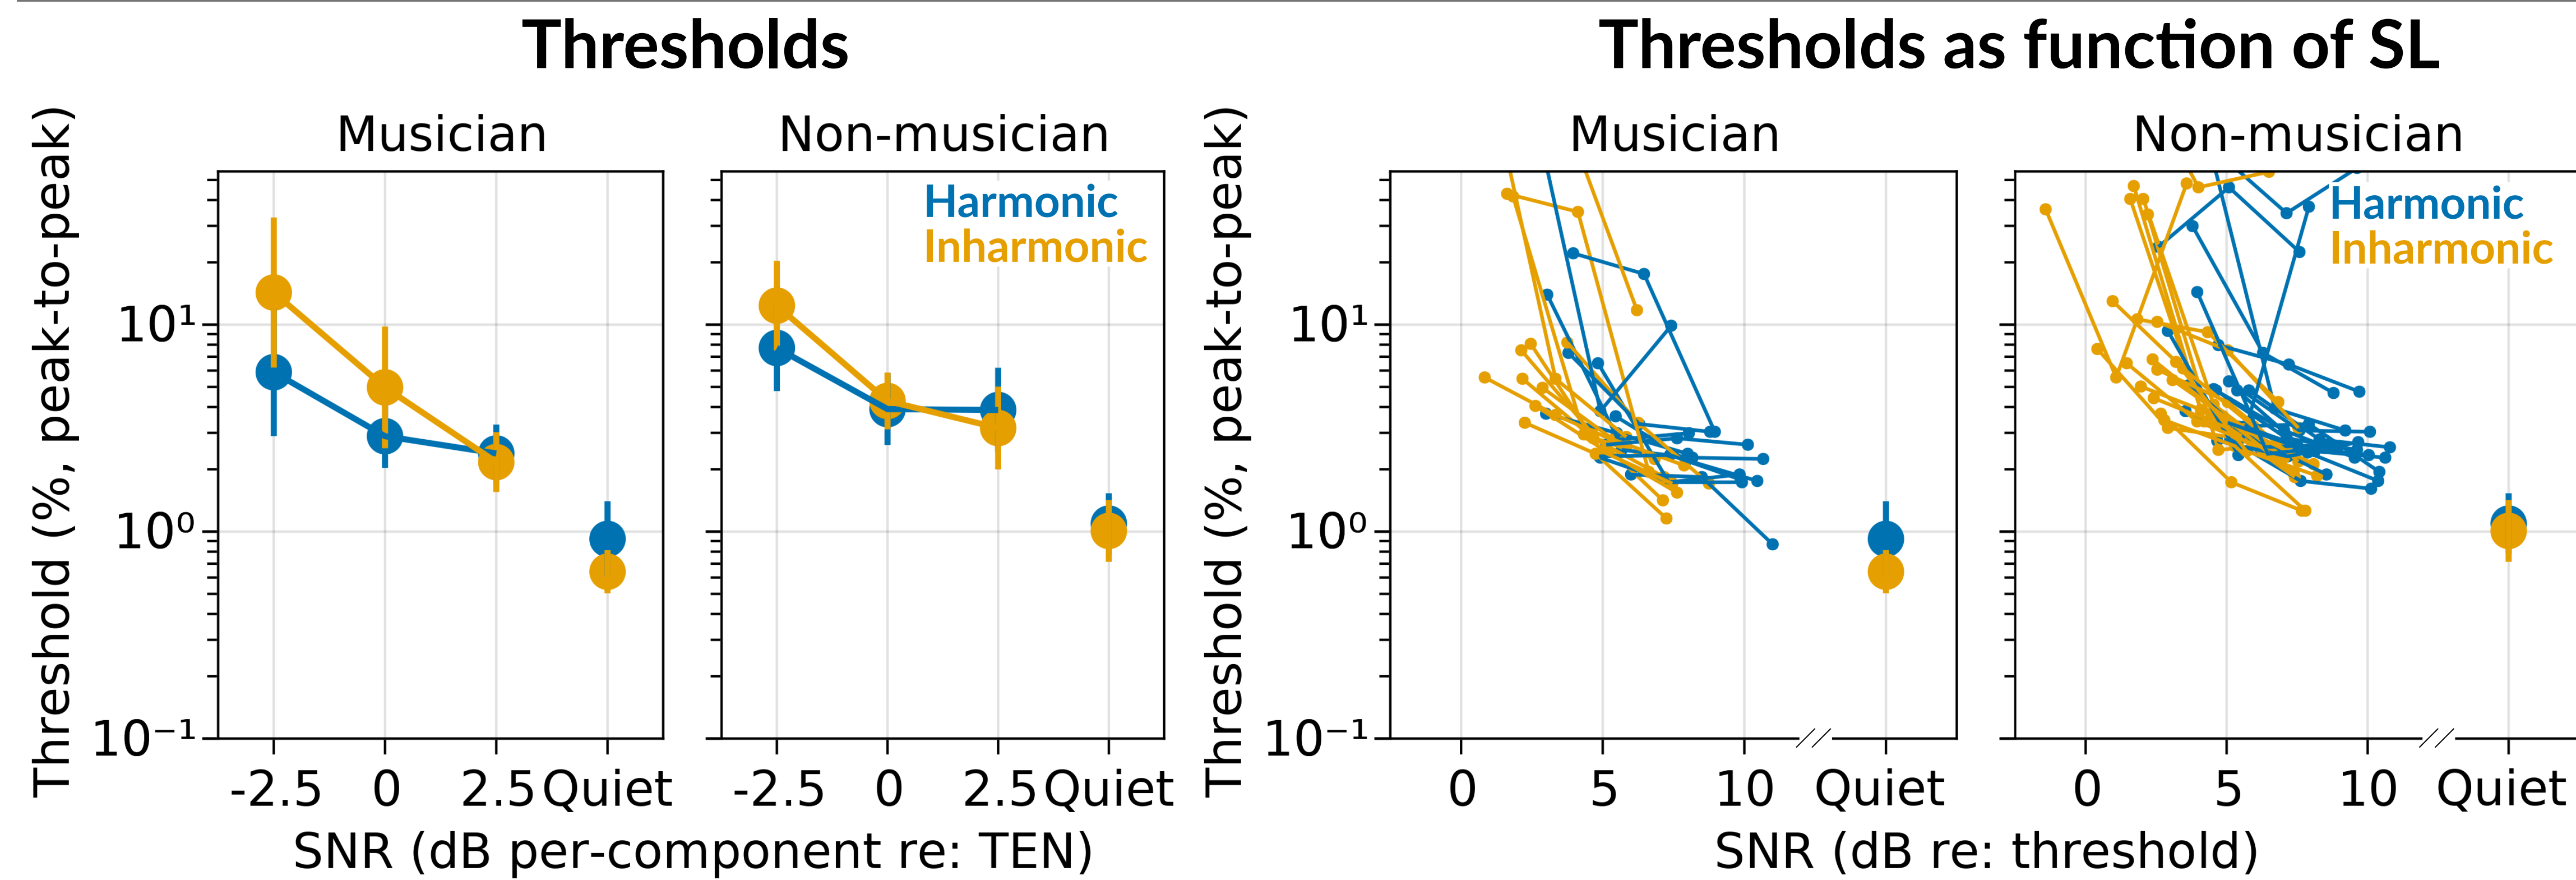 Thresholds
Thresholds as function of SL
Threshold (%, peak-to-peak)
Musician
Non-musician
Harmonic
Inharmonic
10¹
10⁰
10⁻¹
-2.5 0 2.5 Quiet
-2.5 0 2.5 Quiet
SNR (dB per-component re: TEN)
Threshold (%, peak-to-peak)
Musician
Non-musician
Harmonic
Inharmonic
10¹
10⁰
10⁻¹
0 5 10 Quiet
0 5 10 Quiet
SNR (dB re: threshold)